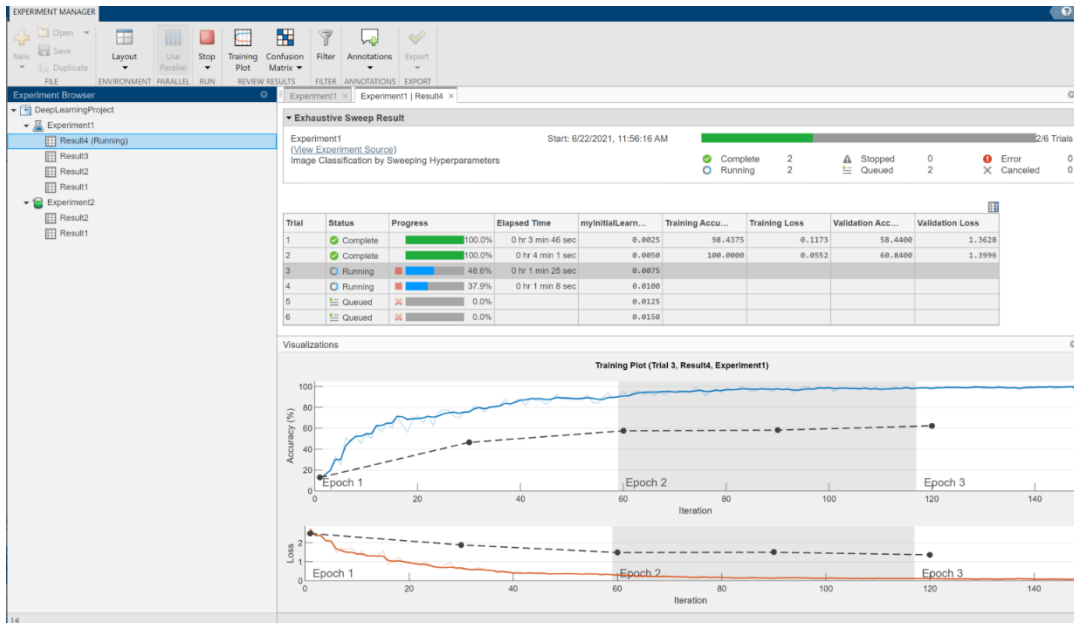 EXPERIMENT MANAGER
?
New
Open
Save
Duplicate
Layout
Use Parallel
Stop
Training Plot
Confusion Matrix
Filter
Annotations
Export
FILE ENVIRONMENT PARALLEL RUN REVIEW RESULTS FILTER ANNOTATIONS EXPORT
Experiment Browser
DeepLearningProject
Experiment1
Result4 (Running)
Result3
Result2
Result1
Experiment2
Result2
Result1
Experiment1 × Experiment1 | Result4 ×
Exhaustive Sweep Result
Experiment1 Start: 6/22/2021, 11:56:16 AM 2/6 Trials
(View Experiment Source)
Image Classification by Sweeping Hyperparameters
Complete 2 Stopped 0 Error 0
Running 2 Queued 2 Canceled 0
Trial Status Progress Elapsed Time myInitialLearn... Training Accu... Training Loss Validation Acc... Validation Loss
1 Complete 100.0% 0 hr 3 min 46 sec 0.0025 98.4375 0.1173 58.4400 1.3628
2 Complete 100.0% 0 hr 4 min 1 sec 0.0050 100.0000 0.0552 60.8400 1.3996
3 Running 48.6% 0 hr 1 min 25 sec 0.0075
4 Running 37.9% 0 hr 1 min 8 sec 0.0100
5 Queued 0.0% 0.0125
6 Queued 0.0% 0.0150
Visualizations
Training Plot (Trial 3, Result4, Experiment1)
Accuracy (%)
100
80
60
40
20
0
Epoch 1 Epoch 2 Epoch 3
0 20 40 60 80 100 120 140
Iteration
Loss
2
1
0
Epoch 1 Epoch 2 Epoch 3
0 20 40 60 80 100 120 140
Iteration